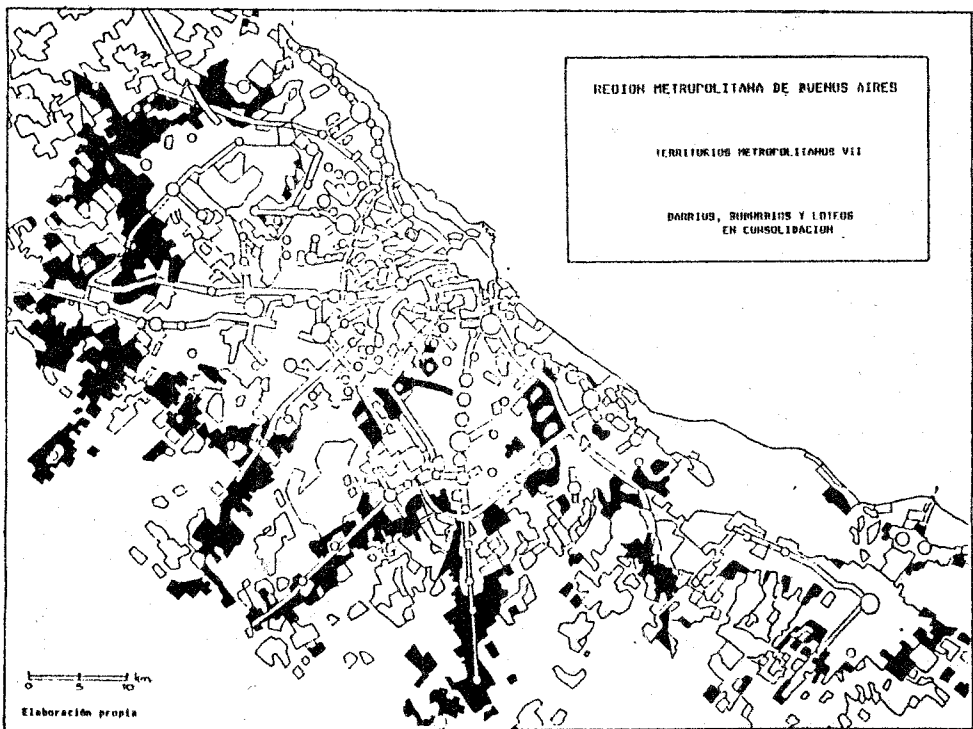 REGION METROPOLITANA DE BUENOS AIRES
TERRITORIOS METROPOLITANOS VII
BARRIOS, SUBURBIOS Y LOTEOS
EN CONSOLIDACION
0 5 10 km
Elaboración propia